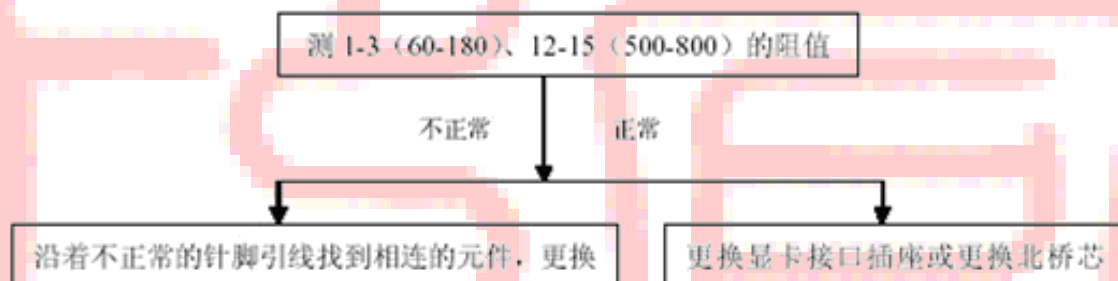 测 1-3（60-180）、12-15（500-800）的阻值
不正常
正常
沿着不正常的针脚引线找到相连的元件，更换
更换显卡接口插座或更换北桥芯